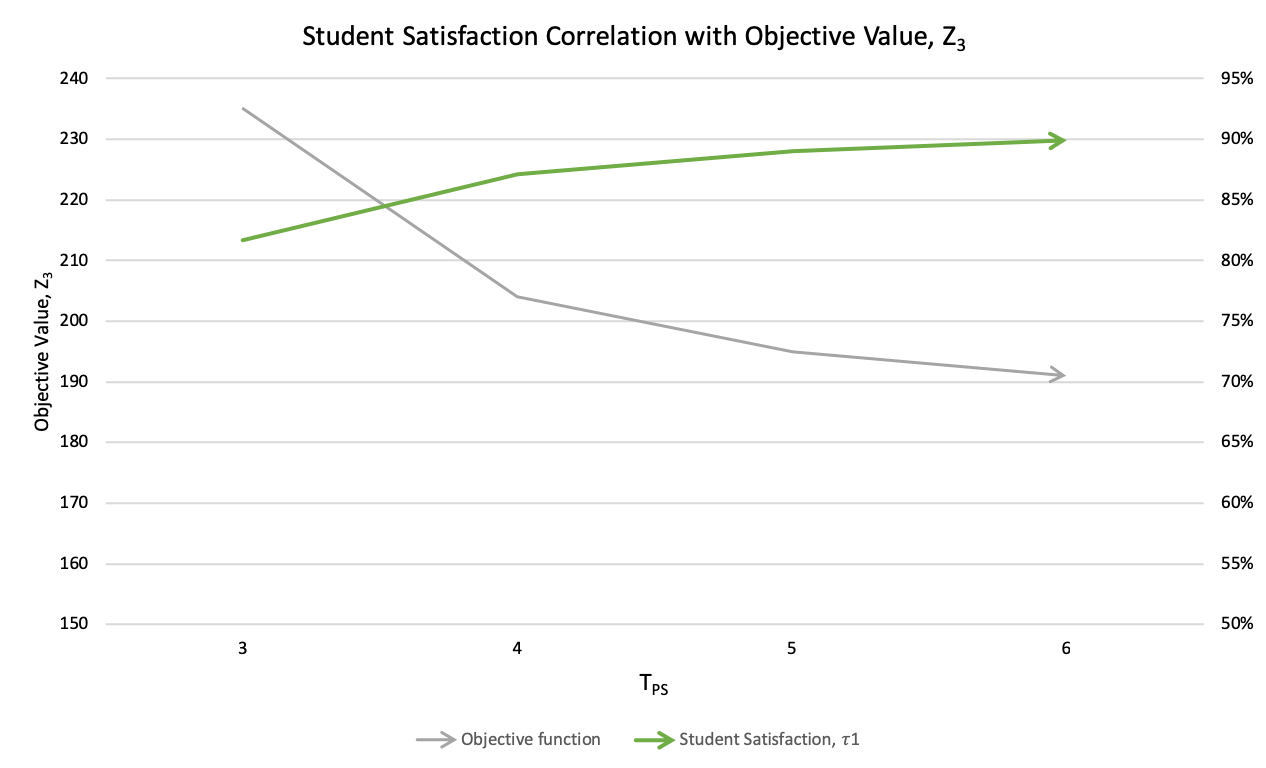 Student Satisfaction Correlation with Objective Value, Z₃
240 95%
230 90%
220 85%
210 80%
200 75%
190 70%
180 65%
170 60%
160 55%
150 50%
Objective Value, Z₃
3 4 5 6
T_PS
Objective function Student Satisfaction, τ1